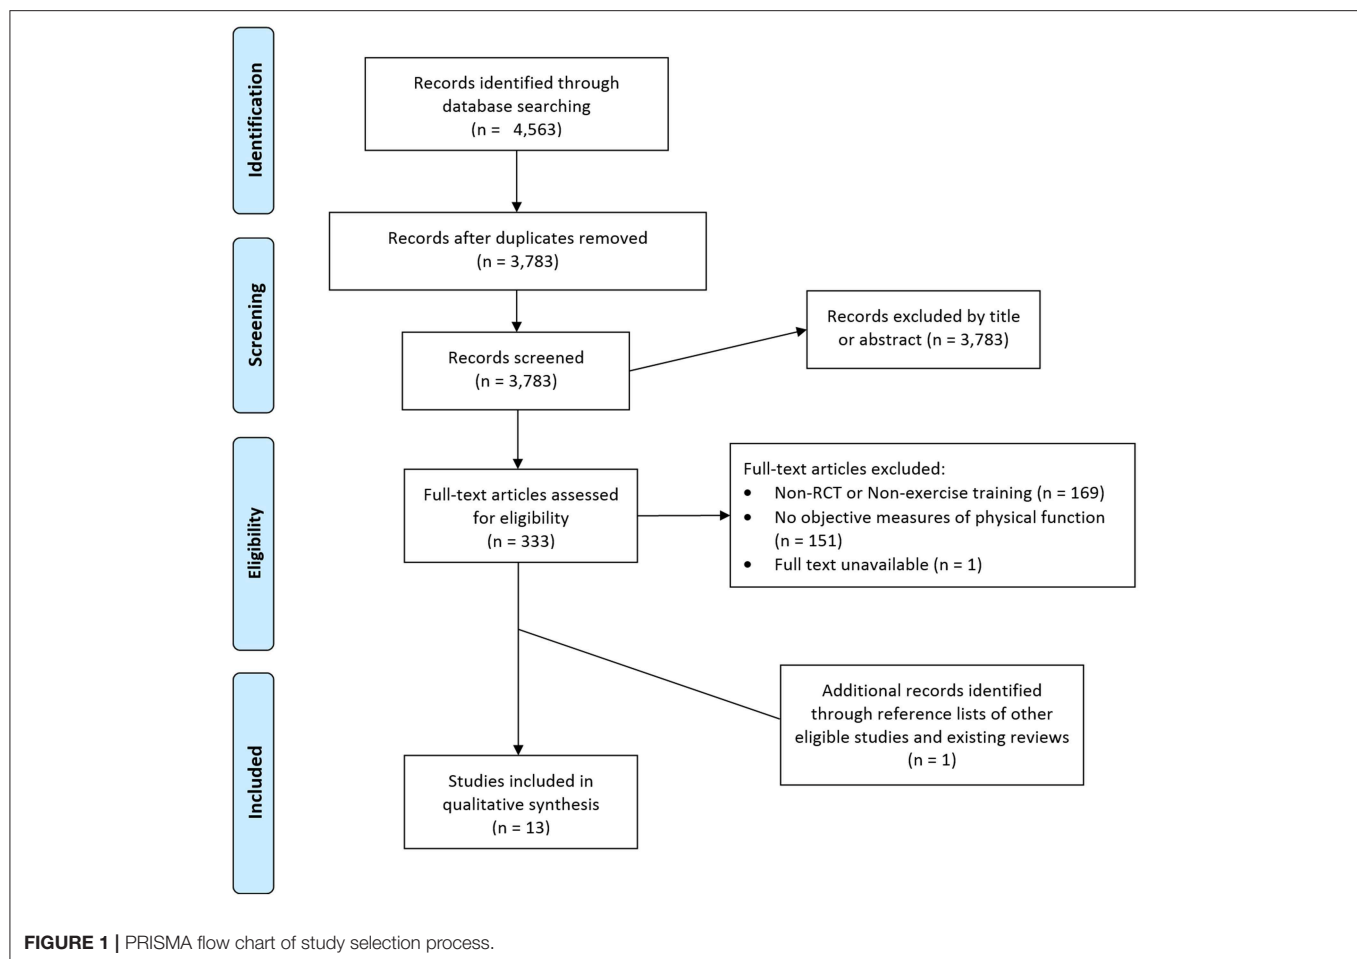 Identification
Records identified through
database searching
(n =   4,563)
Screening
Records after duplicates removed
(n = 3,783)
Records screened
(n = 3,783)
Records excluded by title
or abstract (n = 3,783)
Eligibility
Full-text articles assessed
for eligibility
(n = 333)
Full-text articles excluded:
• Non-RCT or Non-exercise training (n = 169)
• No objective measures of physical function
(n = 151)
• Full text unavailable (n = 1)
Included
Additional records identified
through reference lists of other
eligible studies and existing reviews
(n = 1)
Studies included in
qualitative synthesis
(n = 13)
FIGURE 1 | PRISMA flow chart of study selection process.